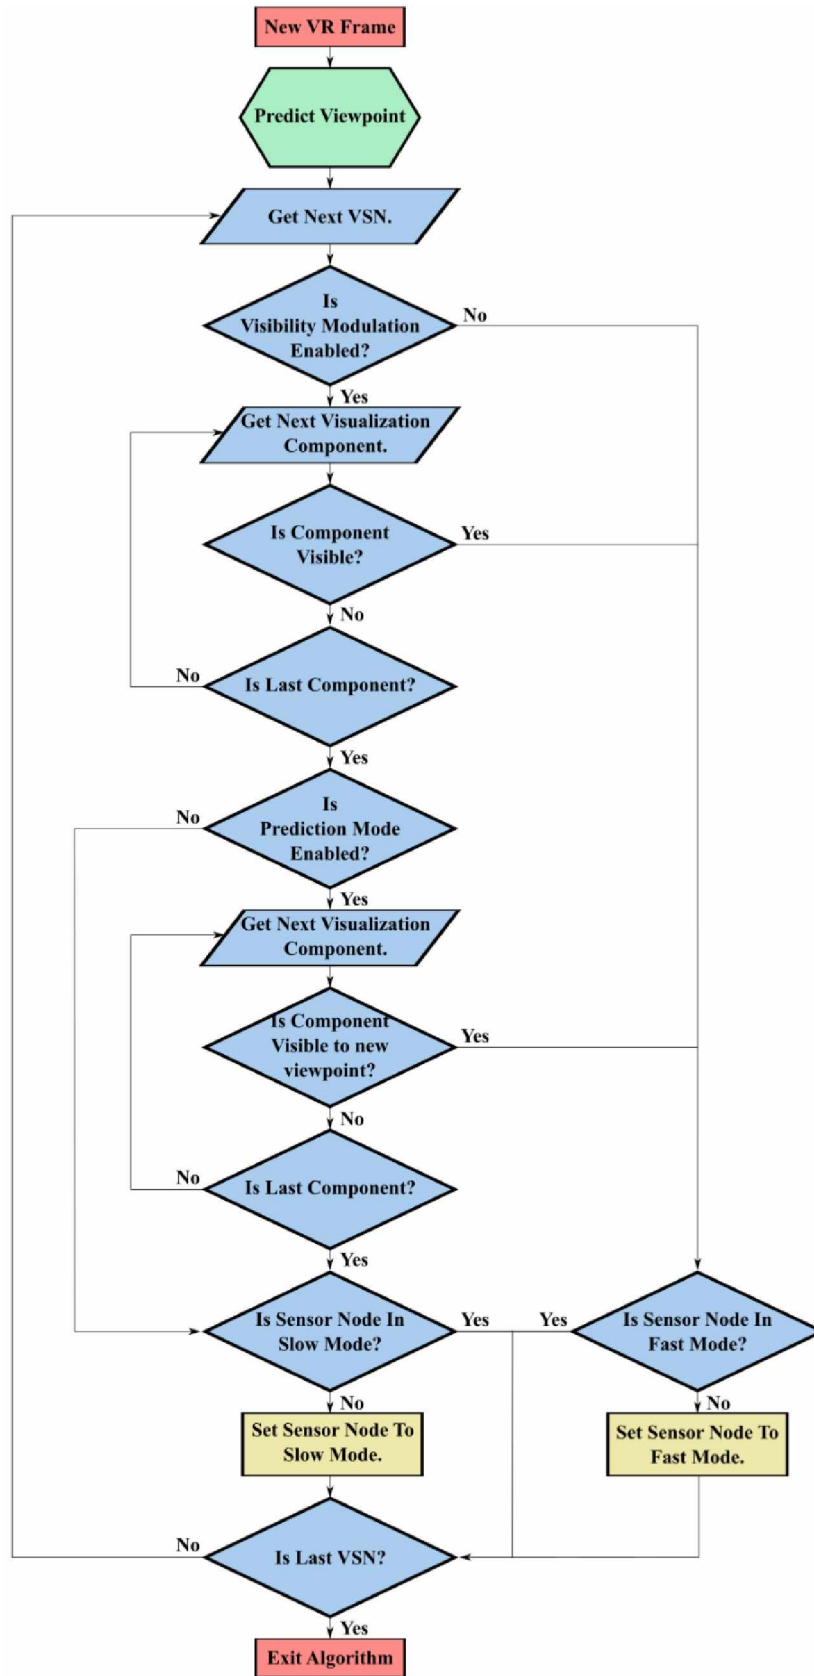 New VR Frame
Predict Viewpoint
Get Next VSN.
Is
Visibility Modulation
Enabled?
No
Yes
Get Next Visualization
Component.
Is Component
Visible?
Yes
No
Is Last Component?
No
Yes
Is
Prediction Mode
Enabled?
No
Yes
Get Next Visualization
Component.
Is Component
Visible to new
viewpoint?
Yes
No
Is Last Component?
No
Yes
Is Sensor Node In
Slow Mode?
Yes
Yes
Is Sensor Node In
Fast Mode?
No
No
Set Sensor Node To
Slow Mode.
Set Sensor Node To
Fast Mode.
Is Last VSN?
No
Yes
Exit Algorithm